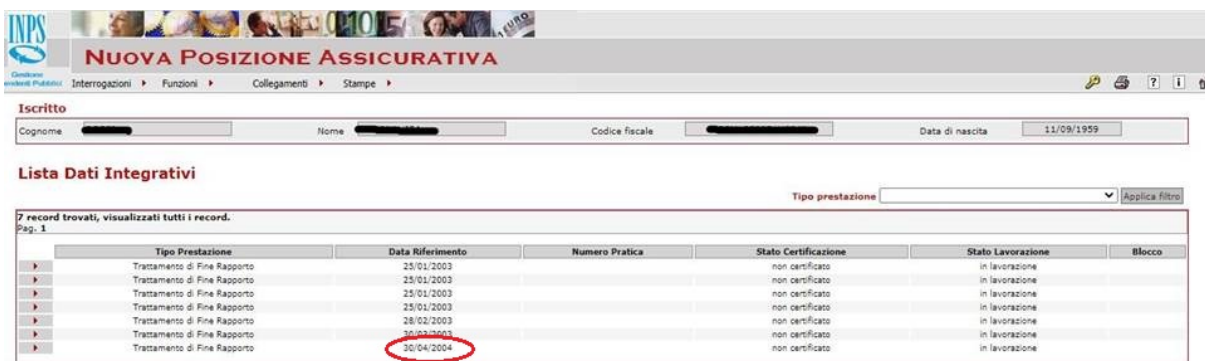 INPS
NUOVA POSIZIONE ASSICURATIVA
Gestione
Interrogazioni Funzioni Collegamenti Stampe ? i
Iscritto
Cognome Nome Codice fiscale Data di nascita 11/09/1959
Lista Dati Integrativi
Tipo prestazione Applica filtro
7 record trovati, visualizzati tutti i record.
Pag. 1
Tipo Prestazione Data Riferimento Numero Pratica Stato Certificazione Stato Lavorazione Blocco
Trattamento di Fine Rapporto 25/01/2003 non certificato in lavorazione
Trattamento di Fine Rapporto 25/01/2003 non certificato in lavorazione
Trattamento di Fine Rapporto 25/01/2003 non certificato in lavorazione
Trattamento di Fine Rapporto 25/01/2003 non certificato in lavorazione
Trattamento di Fine Rapporto 28/02/2003 non certificato in lavorazione
Trattamento di Fine Rapporto 30/03/2003 non certificato in lavorazione
Trattamento di Fine Rapporto 30/04/2004 non certificato in lavorazione